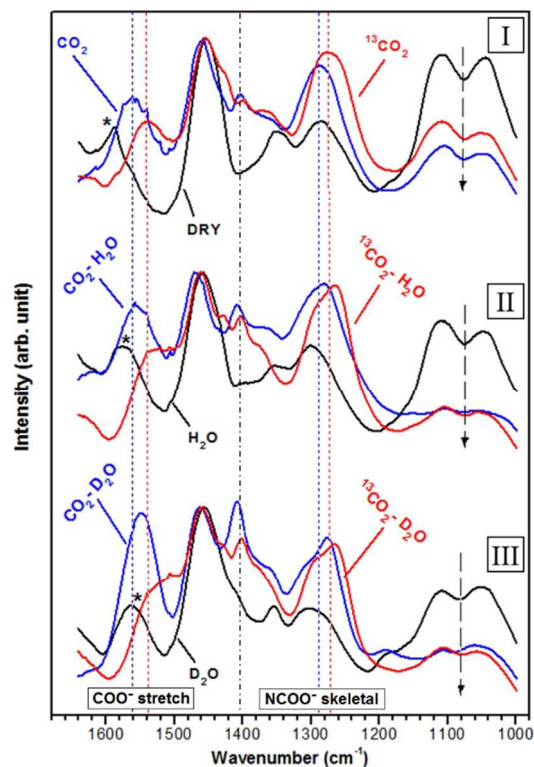 CO₂
¹³CO₂
I
*
DRY
CO₂- H₂O
¹³CO₂- H₂O
II
*
H₂O
CO₂- D₂O
¹³CO₂- D₂O
III
*
D₂O
COO⁻ stretch
NCOO⁻ skeletal
1600 1500 1400 1300 1200 1100 1000
Wavenumber (cm⁻¹)
Intensity (arb. unit)